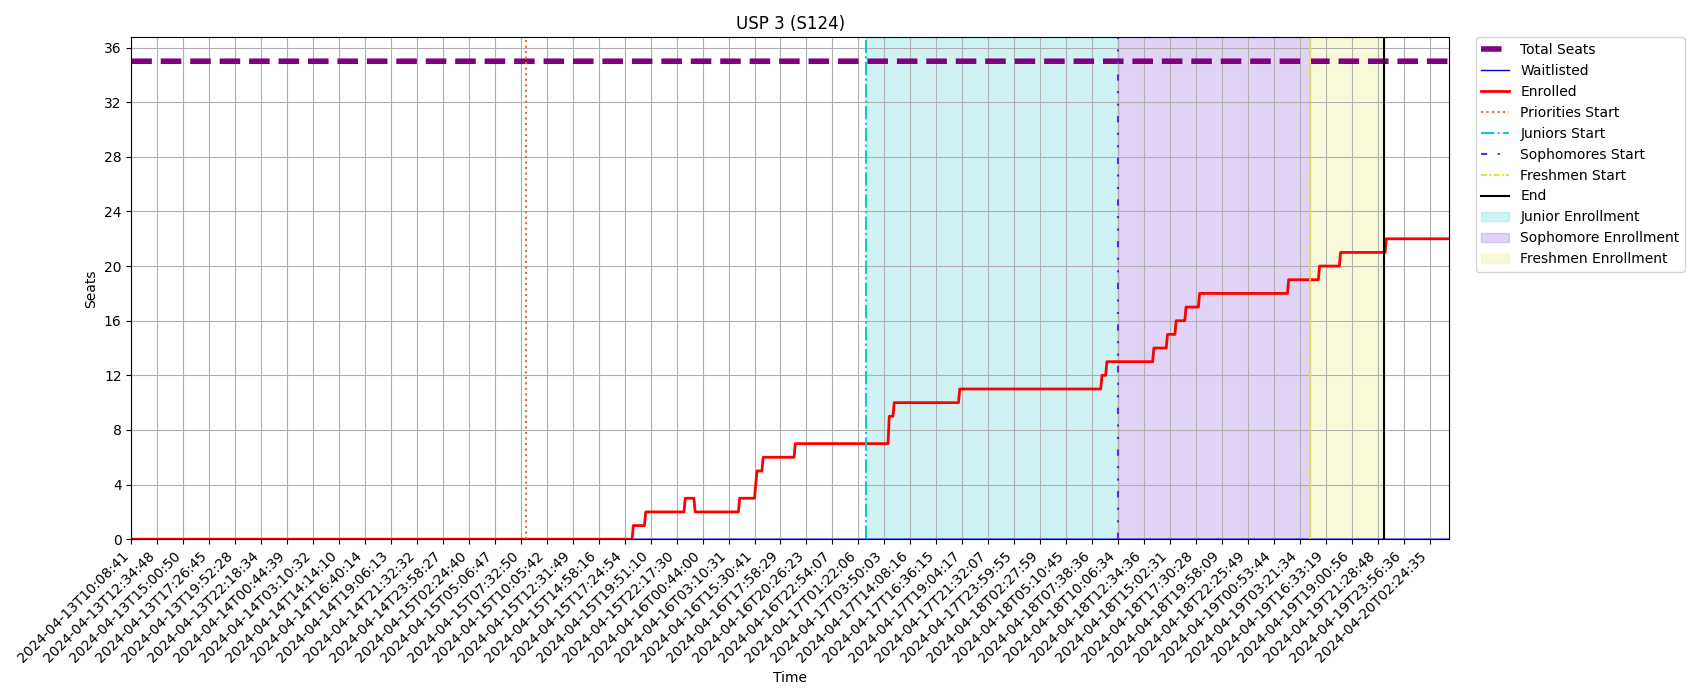 USP 3 (S124)
36
32
28
24
20
16
12
8
4
0
Seats
Total Seats
Waitlisted
Enrolled
Priorities Start
Juniors Start
Sophomores Start
Freshmen Start
End
Junior Enrollment
Sophomore Enrollment
Freshmen Enrollment
2024-04-13T10:08:41
2024-04-13T12:34:48
2024-04-13T15:00:50
2024-04-13T17:26:45
2024-04-13T19:52:28
2024-04-13T22:18:34
2024-04-14T00:44:39
2024-04-14T03:10:32
2024-04-14T14:14:10
2024-04-14T16:40:14
2024-04-14T19:06:13
2024-04-14T21:32:32
2024-04-14T23:58:27
2024-04-15T02:24:40
2024-04-15T05:06:47
2024-04-15T07:32:50
2024-04-15T10:05:42
2024-04-15T12:31:49
2024-04-15T14:58:16
2024-04-15T17:24:54
2024-04-15T19:51:10
2024-04-15T22:17:30
2024-04-16T00:44:00
2024-04-16T03:10:31
2024-04-16T15:30:41
2024-04-16T17:58:29
2024-04-16T20:26:23
2024-04-16T22:54:07
2024-04-17T01:22:06
2024-04-17T03:50:03
2024-04-17T14:08:16
2024-04-17T16:36:15
2024-04-17T19:04:17
2024-04-17T21:32:07
2024-04-17T23:59:55
2024-04-18T02:27:59
2024-04-18T05:10:45
2024-04-18T07:38:36
2024-04-18T10:06:34
2024-04-18T12:34:36
2024-04-18T15:02:31
2024-04-18T17:30:28
2024-04-18T19:58:09
2024-04-18T22:25:49
2024-04-19T00:53:44
2024-04-19T03:21:34
2024-04-19T16:33:19
2024-04-19T19:00:56
2024-04-19T21:28:48
2024-04-19T23:56:36
2024-04-20T02:24:35
Time